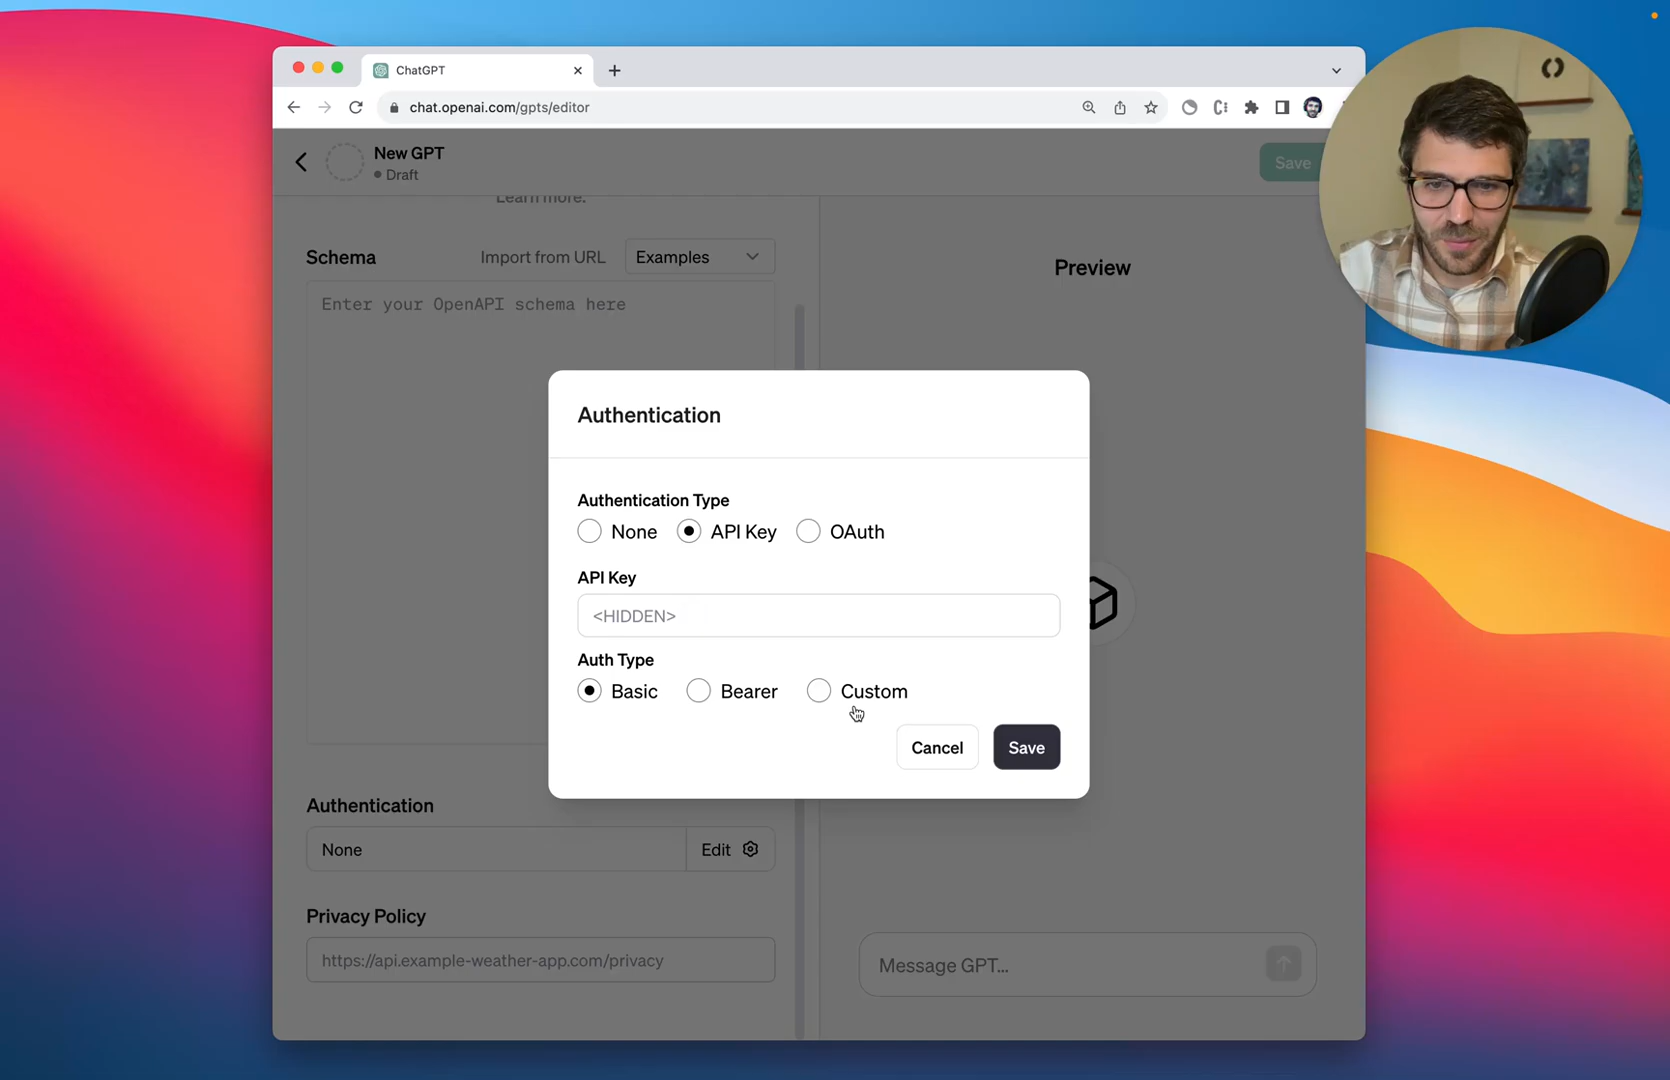 ChatGPT
chat.openai.com/gpts/editor
New GPT
Draft
Save
Learn more.
Schema
Import from URL
Examples
Enter your OpenAPI schema here
Preview
Authentication
Authentication Type
None
API Key
OAuth
API Key
<HIDDEN>
Auth Type
Basic
Bearer
Custom
Cancel
Save
Authentication
None
Edit
Privacy Policy
https://api.example-weather-app.com/privacy
Message GPT...